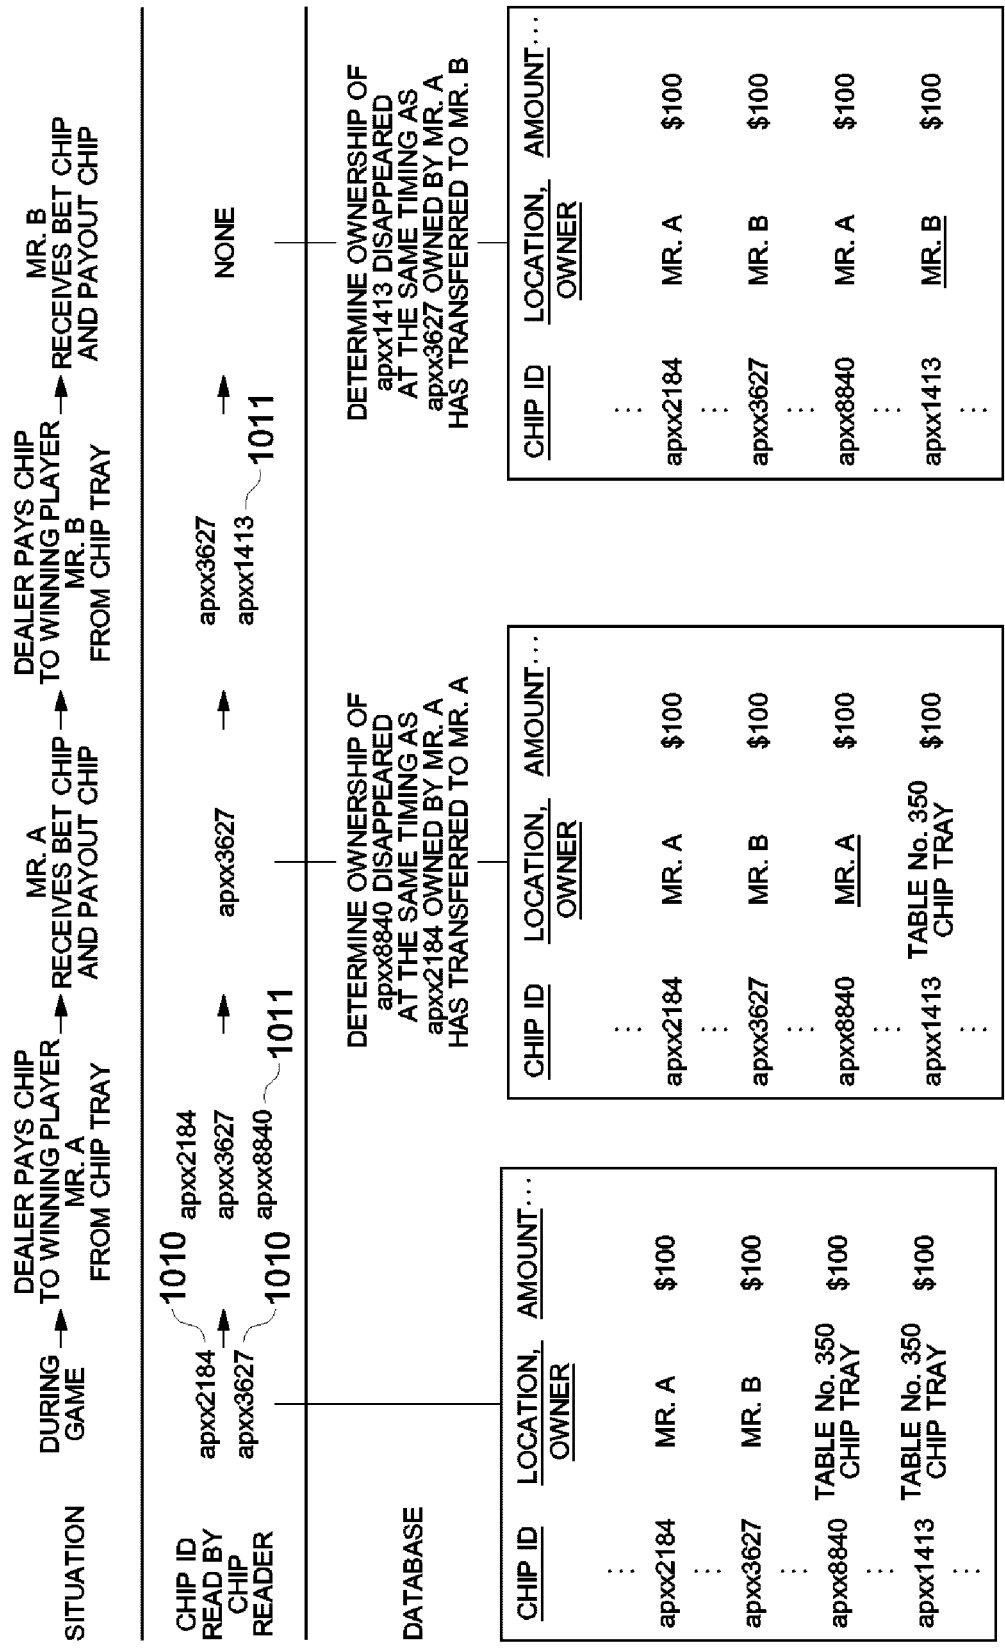 SITUATION
DURING
GAME
DEALER PAYS CHIP
TO WINNING PLAYER
MR. A
FROM CHIP TRAY
MR. A
RECEIVES BET CHIP
AND PAYOUT CHIP
DEALER PAYS CHIP
TO WINNING PLAYER
MR. B
FROM CHIP TRAY
MR. B
RECEIVES BET CHIP
AND PAYOUT CHIP
CHIP ID
READ BY
CHIP
READER
apxx2184
apxx3627
1010
1010
apxx2184
apxx3627
apxx8840
1011
apxx3627
apxx3627
apxx1413
1011
NONE
DATABASE
DETERMINE OWNERSHIP OF
apxx8840 DISAPPEARED
AT THE SAME TIMING AS
apxx2184 OWNED BY MR. A
HAS TRANSFERRED TO MR. A
DETERMINE OWNERSHIP OF
apxx1413 DISAPPEARED
AT THE SAME TIMING AS
apxx3627 OWNED BY MR. A
HAS TRANSFERRED TO MR. B
CHIP ID LOCATION, AMOUNT...
OWNER
...
apxx2184 MR. A $100
...
apxx3627 MR. B $100
...
apxx8840 TABLE No. 350 $100
CHIP TRAY
...
apxx1413 TABLE No. 350 $100
CHIP TRAY
...
CHIP ID LOCATION, AMOUNT...
OWNER
...
apxx2184 MR. A $100
...
apxx3627 MR. B $100
...
apxx8840 MR. A $100
...
apxx1413 TABLE No. 350 $100
CHIP TRAY
...
CHIP ID LOCATION, AMOUNT...
OWNER
...
apxx2184 MR. A $100
...
apxx3627 MR. B $100
...
apxx8840 MR. A $100
...
apxx1413 MR. B $100
...